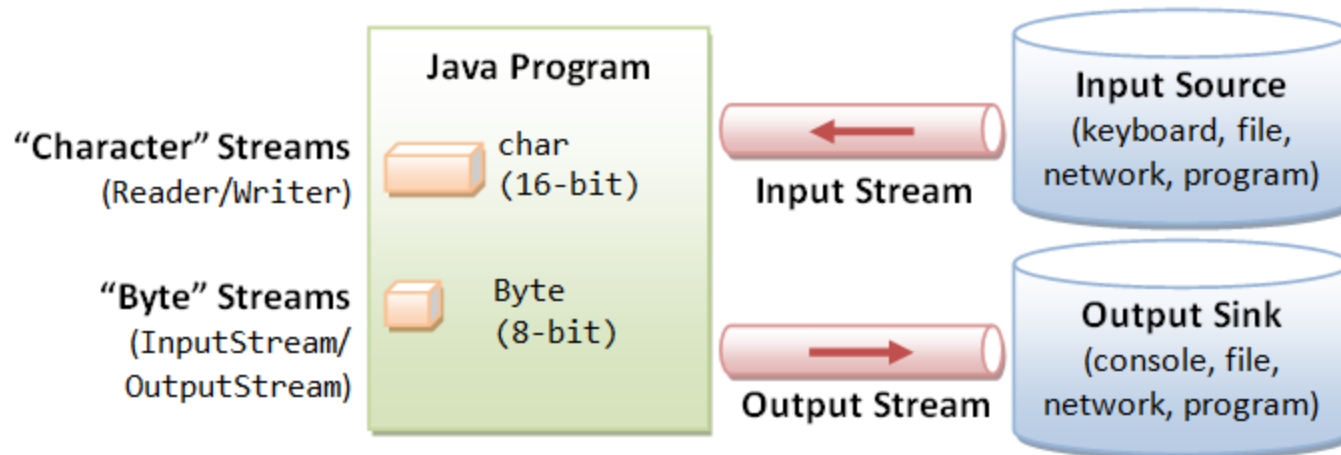 “Character” Streams
(Reader/Writer)
“Byte” Streams
(InputStream/
OutputStream)
Java Program
char
(16-bit)
Byte
(8-bit)
Input Stream
Output Stream
Input Source
(keyboard, file,
network, program)
Output Sink
(console, file,
network, program)